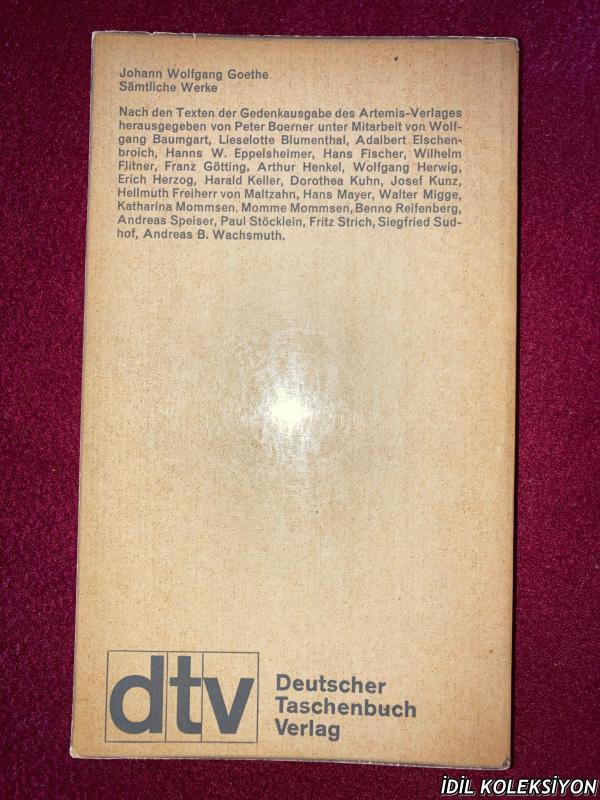 Johann Wolfgang Goethe
Sämtliche Werke
Nach den Texten der Gedenkausgabe des Artemis-Verlages
herausgegeben von Peter Boerner unter Mitarbeit von Wolf-
gang Baumgart, Lieselotte Blumenthal, Adalbert Elschen-
broich, Hanns W. Eppelsheimer, Hans Fischer, Wilhelm
Flitner, Franz Götting, Arthur Henkel, Wolfgang Herwig,
Erich Herzog, Harald Keller, Dorothea Kuhn, Josef Kunz,
Hellmuth Freiherr von Maltzahn, Hans Mayer, Walter Migge,
Katharina Mommsen, Momme Mommsen, Benno Reifenberg,
Andreas Speiser, Paul Stöcklein, Fritz Strich, Siegfried Sud-
hof, Andreas B. Wachsmuth.
dtv
Deutscher
Taschenbuch
Verlag
İDİL KOLEKSİYON